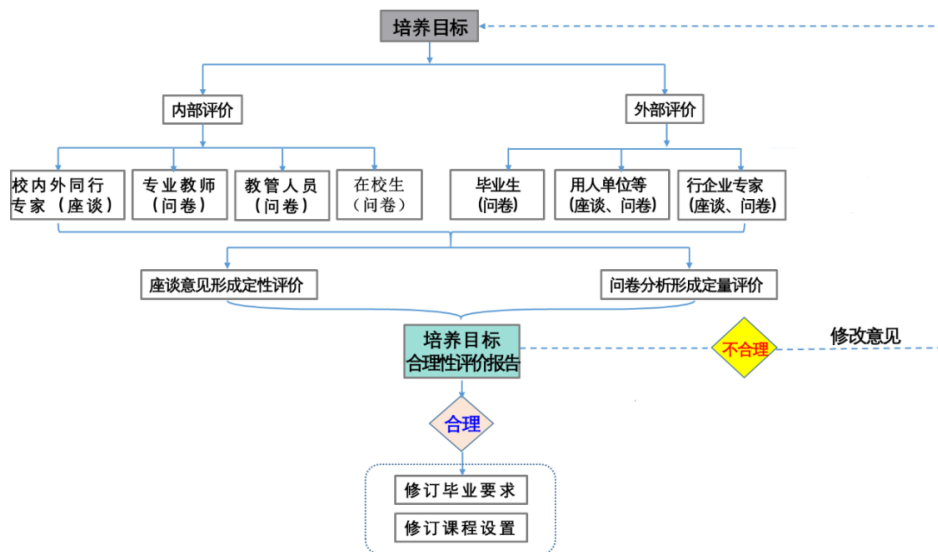 培养目标
内部评价
外部评价
校内外同行
专家（座谈）
专业教师
（问卷）
教管人员
（问卷）
在校生
（问卷）
毕业生
(问卷)
用人单位等
(座谈、问卷)
行企业专家
(座谈、问卷)
座谈意见形成定性评价
问卷分析形成定量评价
培养目标
合理性评价报告
不合理
修改意见
合理
修订毕业要求
修订课程设置